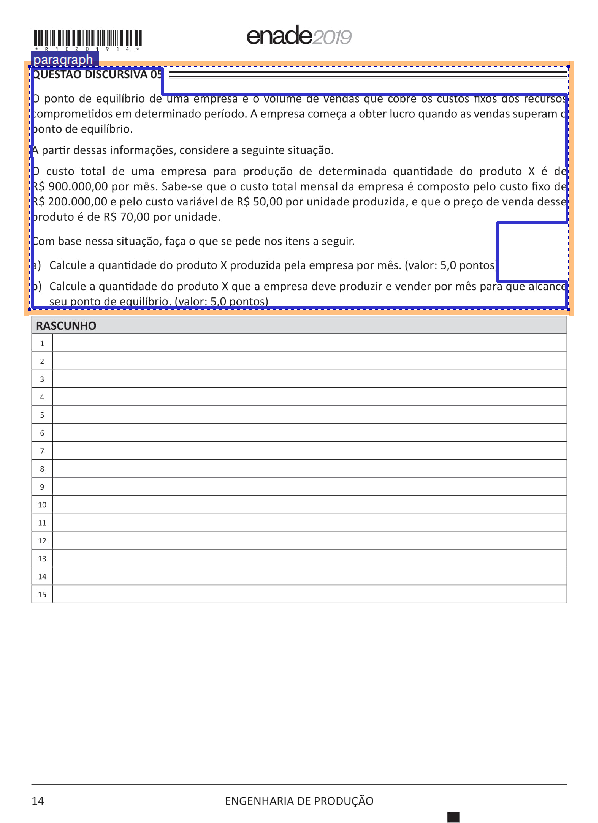 enade2019
paragraph
QUESTÃO DISCURSIVA 05
O ponto de equilíbrio de uma empresa é o volume de vendas que cobre os custos fixos dos recursos
comprometidos em determinado período. A empresa começa a obter lucro quando as vendas superam o
ponto de equilíbrio.
A partir dessas informações, considere a seguinte situação.
O custo total de uma empresa para produção de determinada quantidade do produto X é de
R$ 900.000,00 por mês. Sabe-se que o custo total mensal da empresa é composto pelo custo fixo de
R$ 200.000,00 e pelo custo variável de R$ 50,00 por unidade produzida, e que o preço de venda desse
produto é de R$ 70,00 por unidade.
Com base nessa situação, faça o que se pede nos itens a seguir.
a) Calcule a quantidade do produto X produzida pela empresa por mês. (valor: 5,0 pontos
b) Calcule a quantidade do produto X que a empresa deve produzir e vender por mês para que alcance
seu ponto de equilíbrio. (valor: 5,0 pontos)
RASCUNHO
1
2
3
4
5
6
7
8
9
10
11
12
13
14
15
14 ENGENHARIA DE PRODUÇÃO